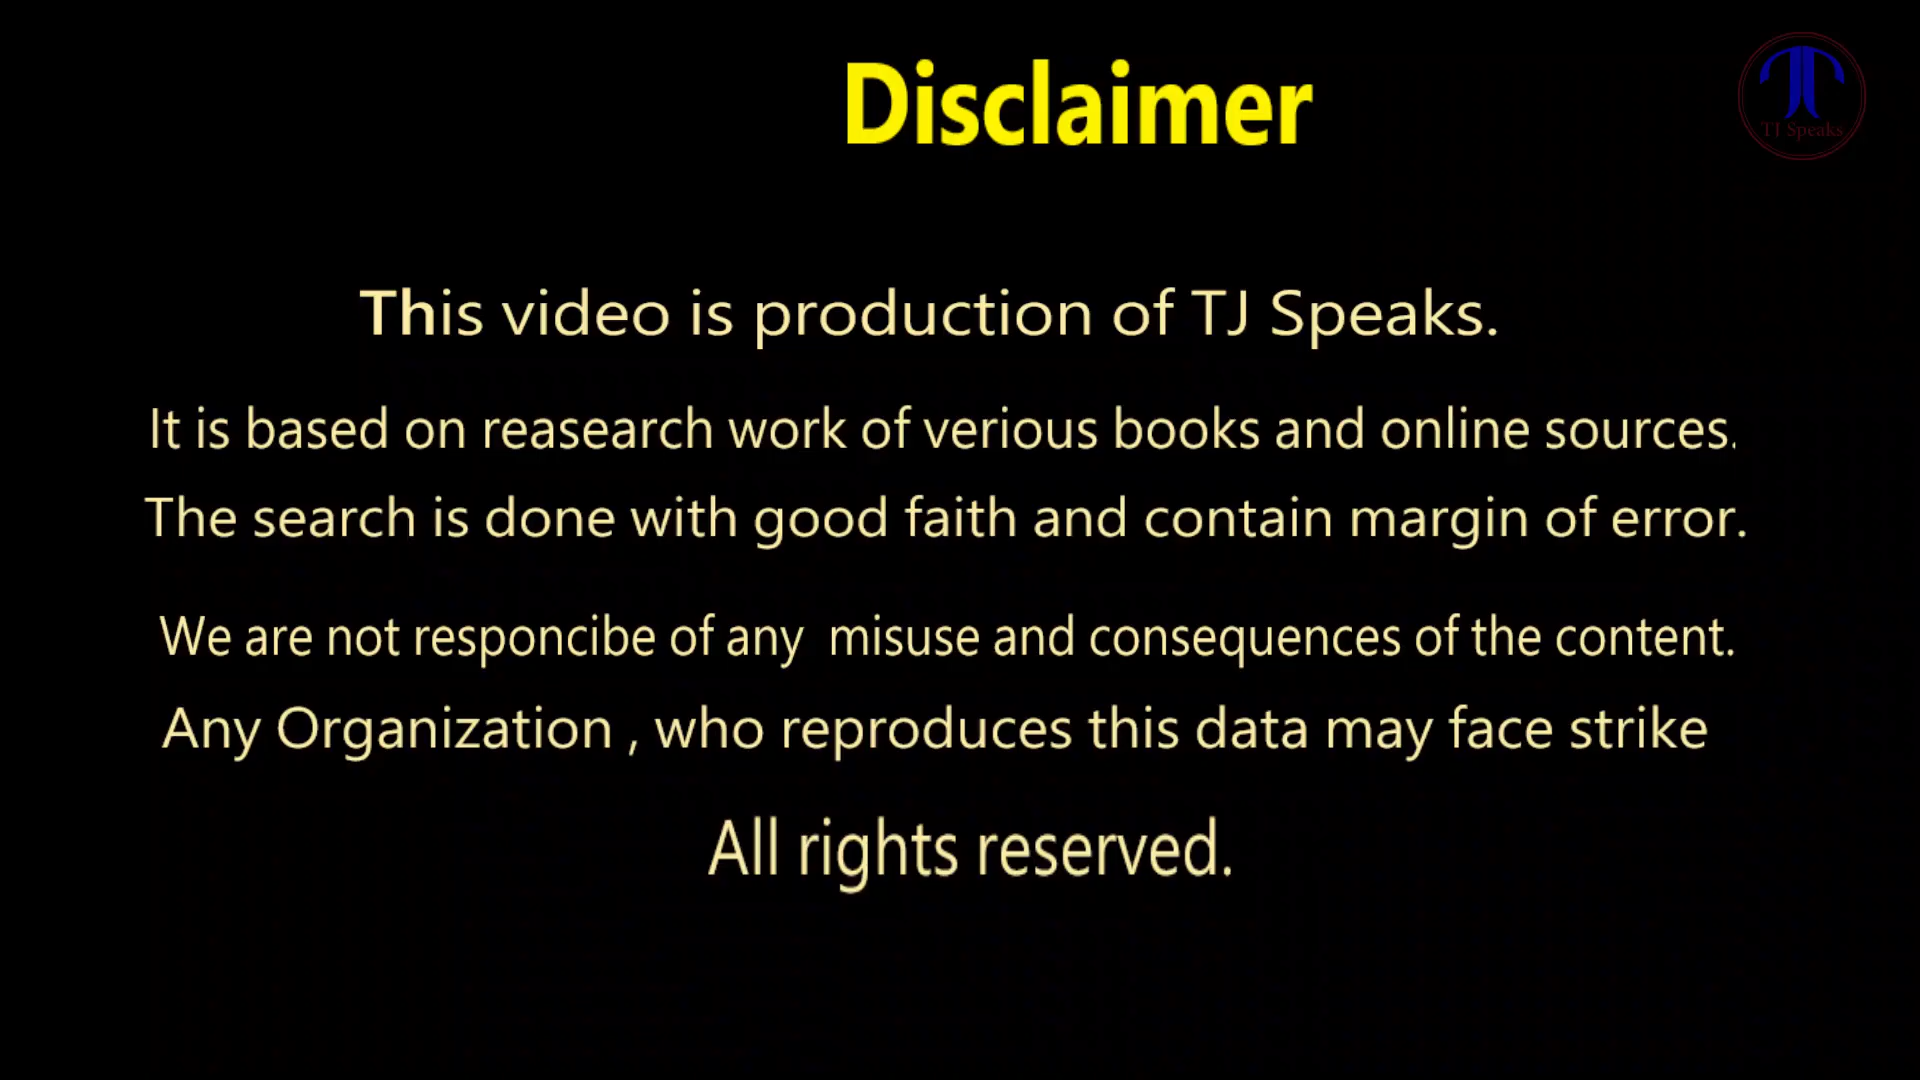 Disclaimer
TJ Speaks
This video is production of TJ Speaks.
It is based on reasearch work of verious books and online sources.
The search is done with good faith and contain margin of error.
We are not responcibe of any  misuse and consequences of the content.
Any Organization , who reproduces this data may face strike
All rights reserved.